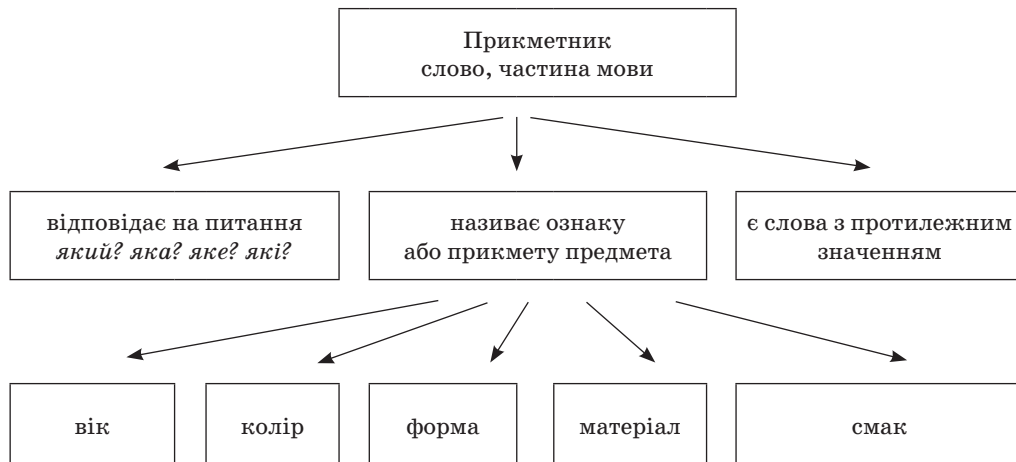 Прикметник
слово, частина мови
відповідає на питання
який? яка? яке? які?
називає ознаку
або прикмету предмета
є слова з протилежним
значенням
вік
колір
форма
матеріал
смак